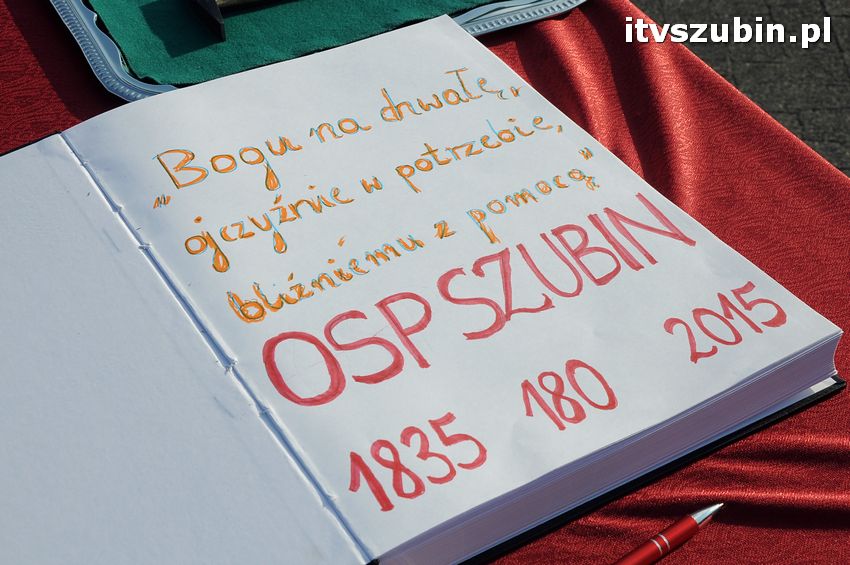 itvszubin.pl
„Bogu na chwałę,
ojczyźnie w potrzebie,
bliźniemu z pomocą"
OSP SZUBIN
1835 180 2015